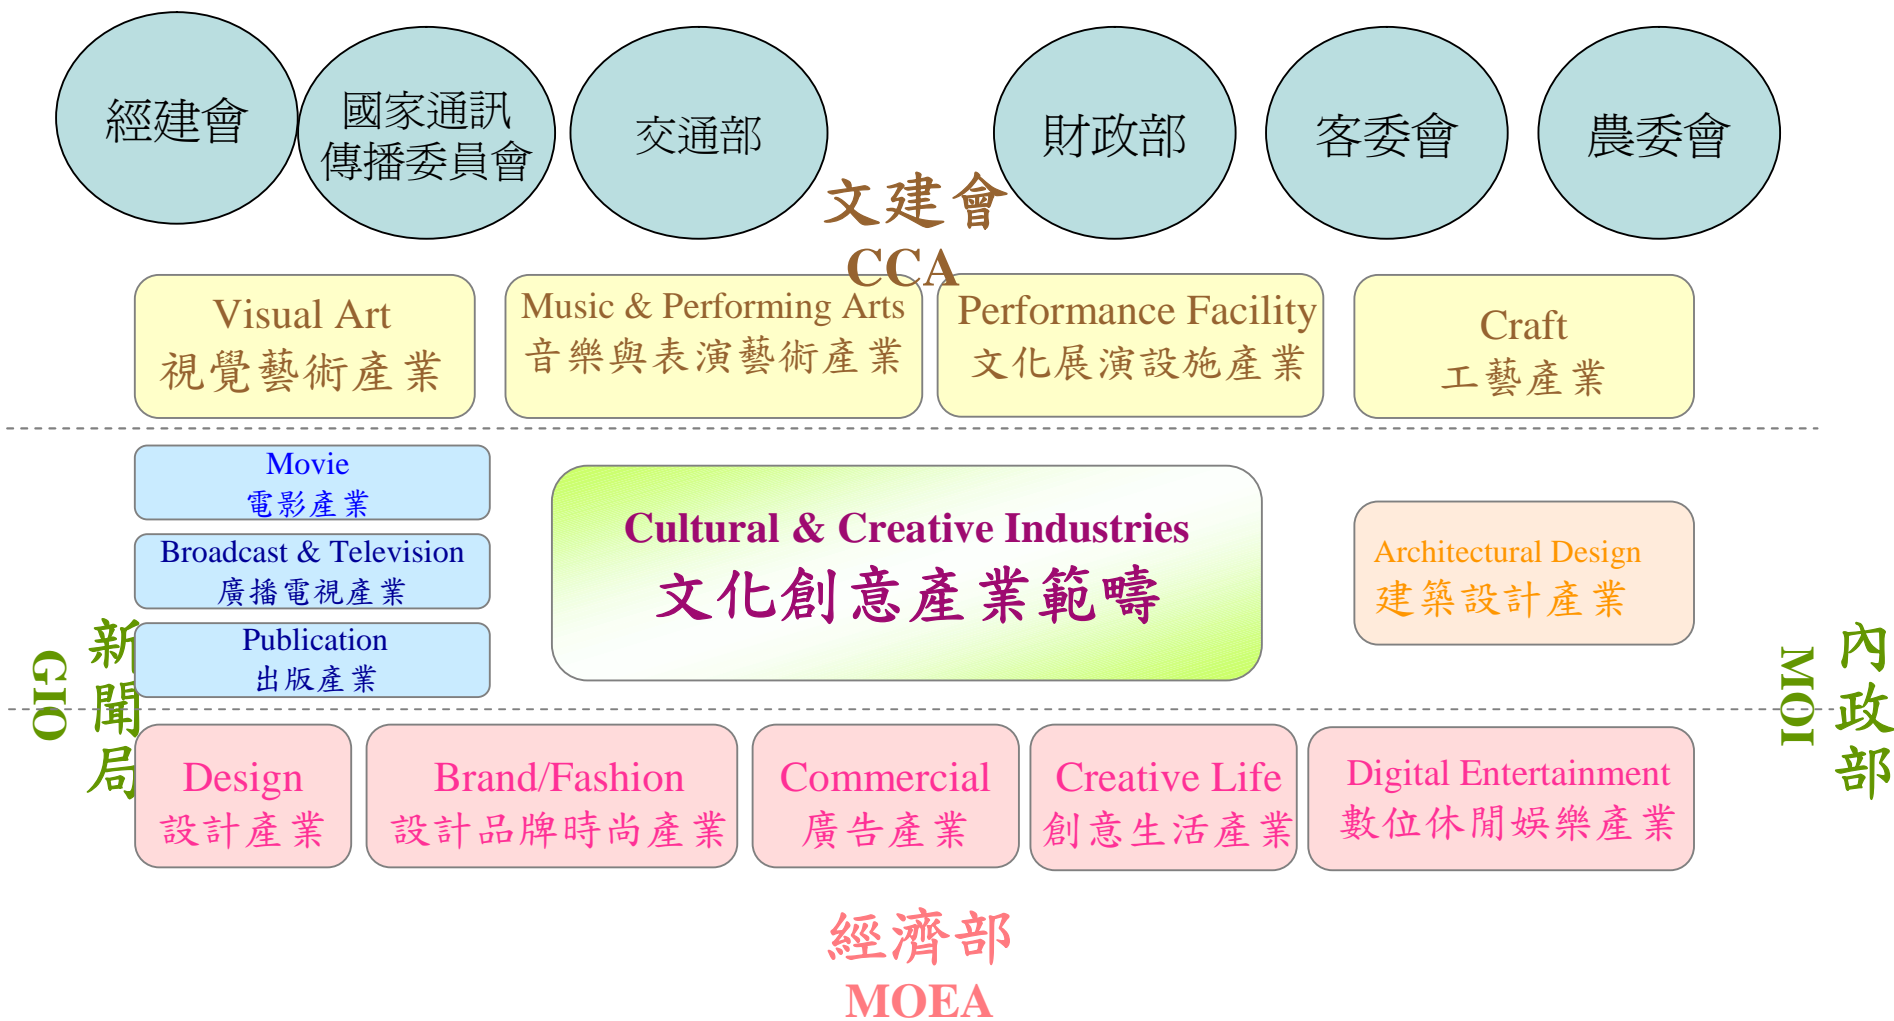 經建會
國家通訊
傳播委員會
交通部
財政部
客委會
農委會
文建會
CCA
Visual Art
視覺藝術產業
Music & Performing Arts
音樂與表演藝術產業
Performance Facility
文化展演設施產業
Craft
工藝產業
Movie
電影產業
Broadcast & Television
廣播電視產業
Publication
出版產業
新聞局
GIO
Cultural & Creative Industries
文化創意產業範疇
Architectural Design
建築設計產業
內政部
MOI
Design
設計產業
Brand/Fashion
設計品牌時尚產業
Commercial
廣告產業
Creative Life
創意生活產業
Digital Entertainment
數位休閒娛樂產業
經濟部
MOEA